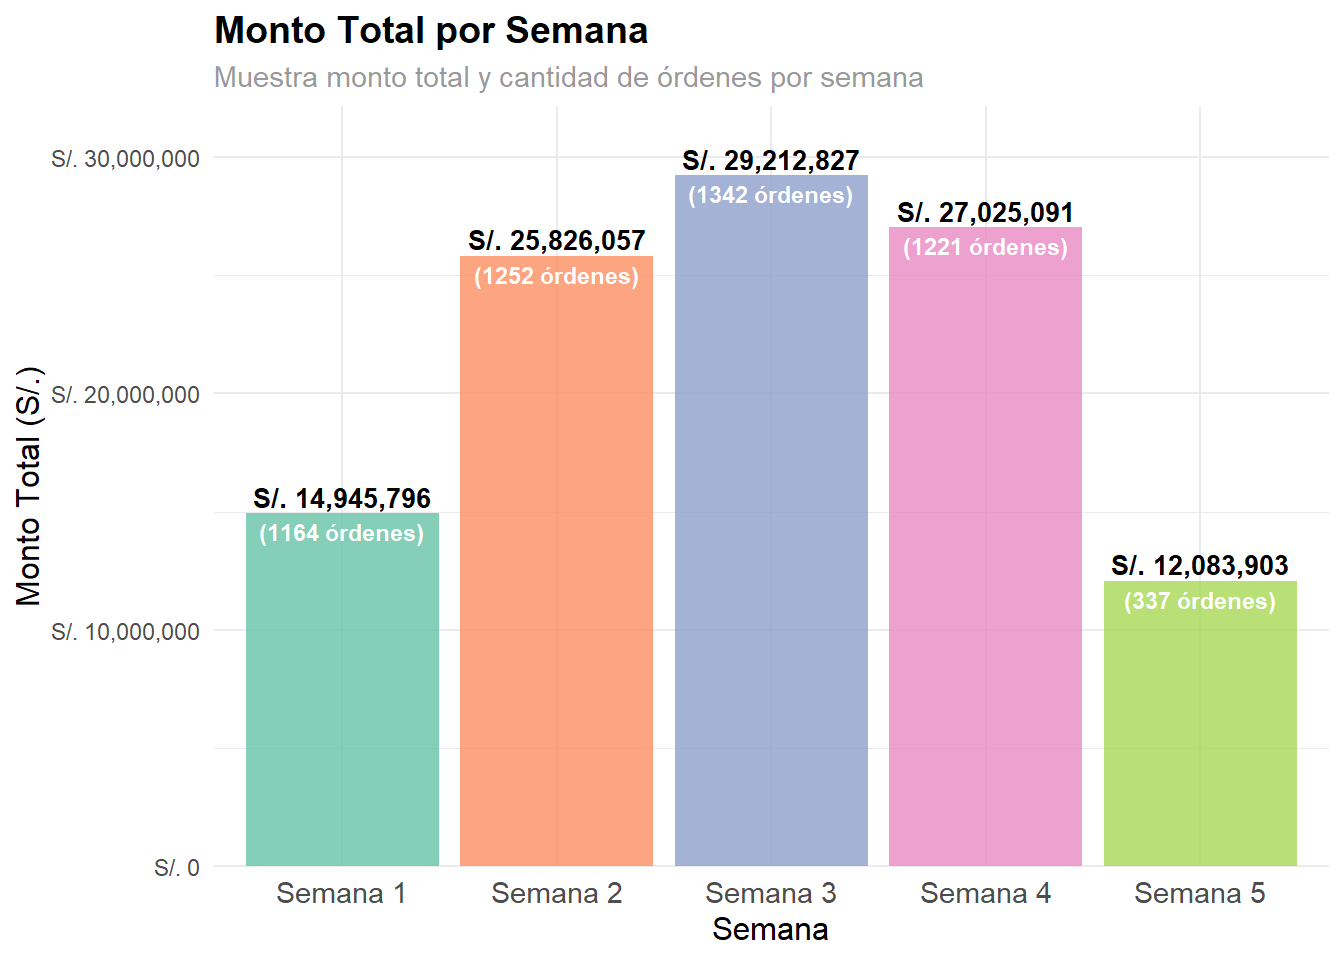 Monto Total por Semana
Muestra monto total y cantidad de órdenes por semana
Monto Total (S/.)
S/. 30,000,000
S/. 20,000,000
S/. 10,000,000
S/. 0
S/. 14,945,796
(1164 órdenes)
S/. 25,826,057
(1252 órdenes)
S/. 29,212,827
(1342 órdenes)
S/. 27,025,091
(1221 órdenes)
S/. 12,083,903
(337 órdenes)
Semana 1
Semana 2
Semana 3
Semana 4
Semana 5
Semana